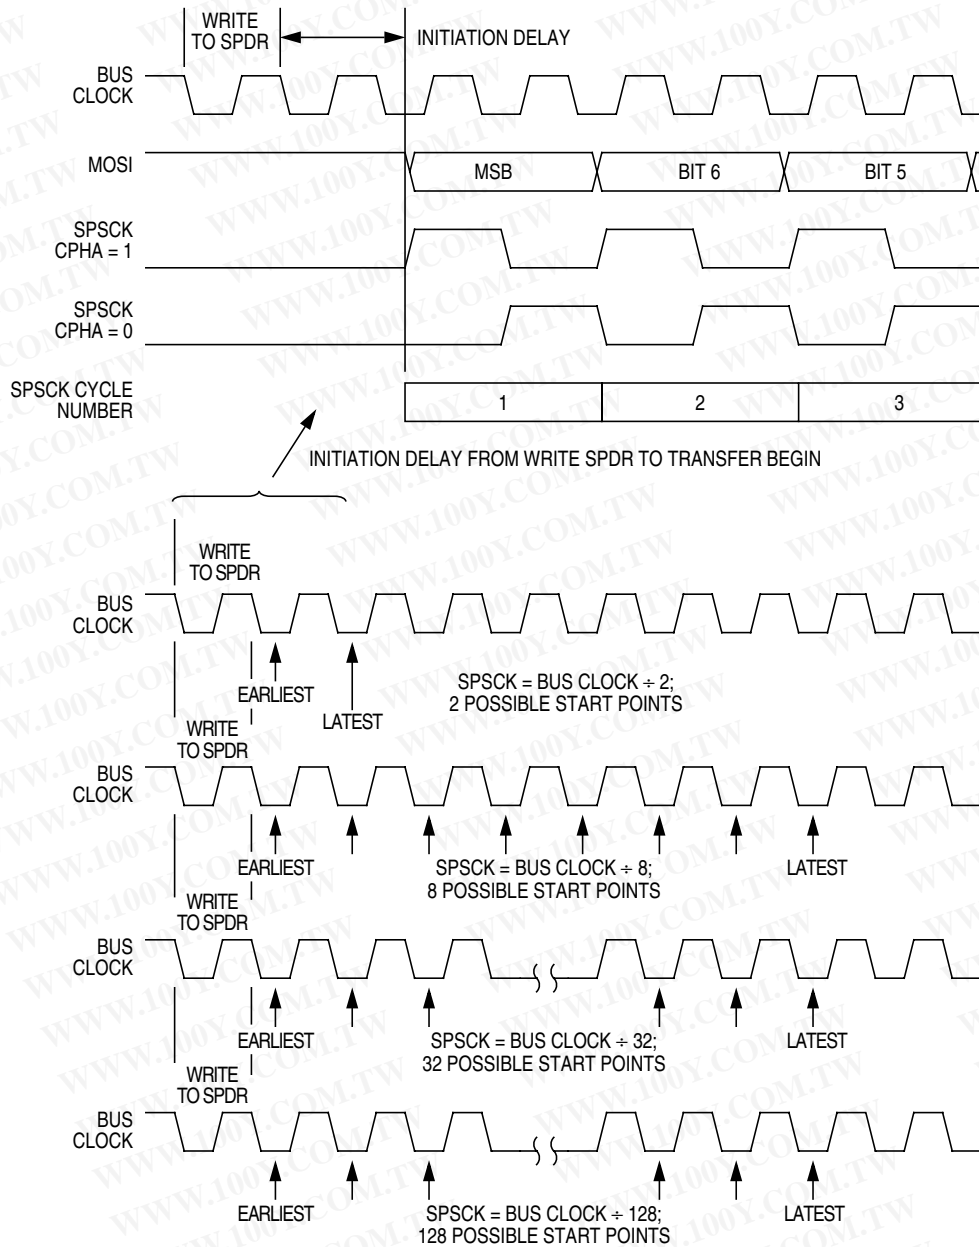 WRITE
TO SPDR
INITIATION DELAY
BUS
CLOCK
MOSI
MSB
BIT 6
BIT 5
SPSCK
CPHA = 1
SPSCK
CPHA = 0
SPSCK CYCLE
NUMBER
1
2
3
INITIATION DELAY FROM WRITE SPDR TO TRANSFER BEGIN
WRITE
TO SPDR
BUS
CLOCK
EARLIEST
LATEST
SPSCK = BUS CLOCK ÷ 2;
2 POSSIBLE START POINTS
WRITE
TO SPDR
BUS
CLOCK
EARLIEST
SPSCK = BUS CLOCK ÷ 8;
8 POSSIBLE START POINTS
LATEST
WRITE
TO SPDR
BUS
CLOCK
EARLIEST
SPSCK = BUS CLOCK ÷ 32;
32 POSSIBLE START POINTS
LATEST
WRITE
TO SPDR
BUS
CLOCK
EARLIEST
SPSCK = BUS CLOCK ÷ 128;
128 POSSIBLE START POINTS
LATEST
WWW.100Y.COM.TW